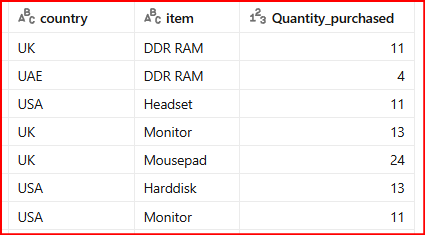 ABC country ABC item 123 Quantity_purchased
UK DDR RAM 11
UAE DDR RAM 4
USA Headset 11
UK Monitor 13
UK Mousepad 24
USA Harddisk 13
USA Monitor 11